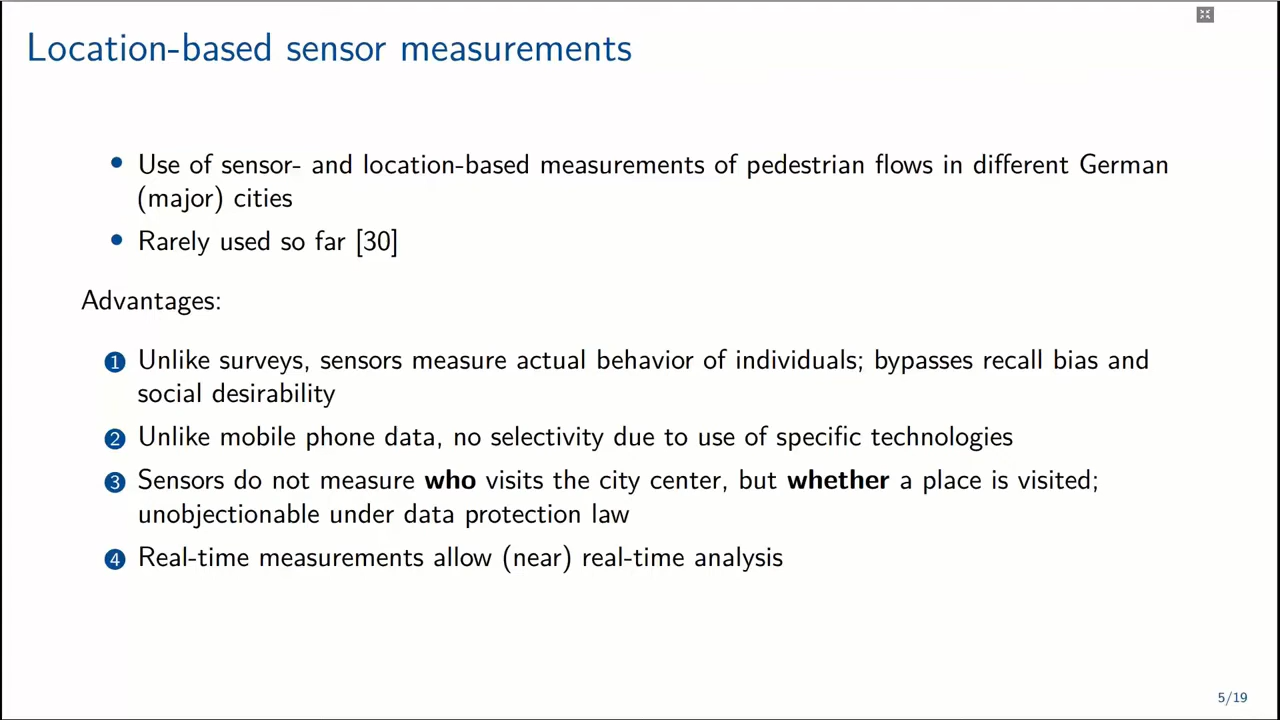 Location-based sensor measurements
• Use of sensor- and location-based measurements of pedestrian flows in different German
(major) cities
• Rarely used so far [30]
Advantages:
1 Unlike surveys, sensors measure actual behavior of individuals; bypasses recall bias and
social desirability
2 Unlike mobile phone data, no selectivity due to use of specific technologies
3 Sensors do not measure who visits the city center, but whether a place is visited;
unobjectionable under data protection law
4 Real-time measurements allow (near) real-time analysis
5/19